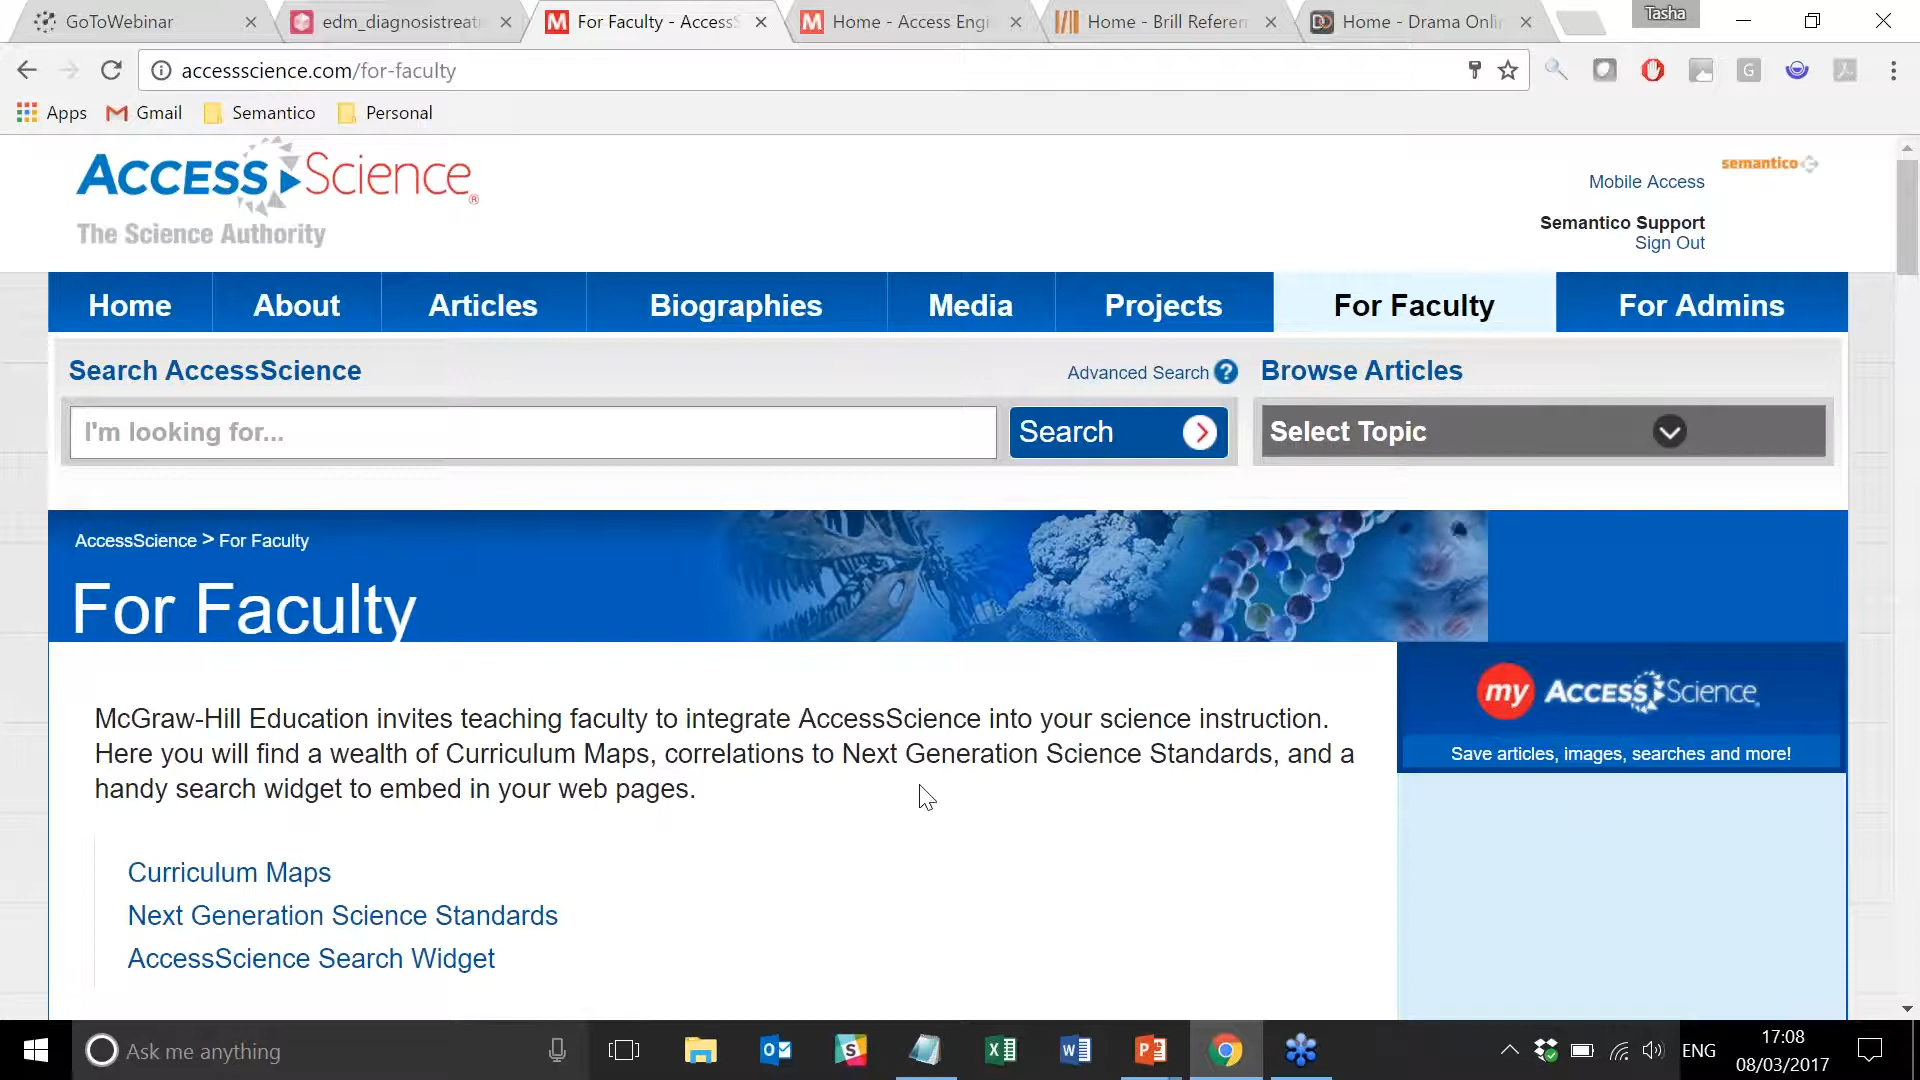 GoToWebinar
edm_diagnosistreat
For Faculty - AccessS
Home - Access Engi
Home - Brill Referen
Home - Drama Onli
Tasha
accessscience.com/for-faculty
Apps
Gmail
Semantico
Personal
ACCESS Science®
The Science Authority
semantico
Mobile Access
Semantico Support
Sign Out
Home
About
Articles
Biographies
Media
Projects
For Faculty
For Admins
Search AccessScience
Advanced Search ?
Browse Articles
I'm looking for...
Search
Select Topic
AccessScience > For Faculty
For Faculty
my ACCESS Science
Save articles, images, searches and more!
McGraw-Hill Education invites teaching faculty to integrate AccessScience into your science instruction.
Here you will find a wealth of Curriculum Maps, correlations to Next Generation Science Standards, and a
handy search widget to embed in your web pages.
Curriculum Maps
Next Generation Science Standards
AccessScience Search Widget
Ask me anything
ENG
17:08
08/03/2017